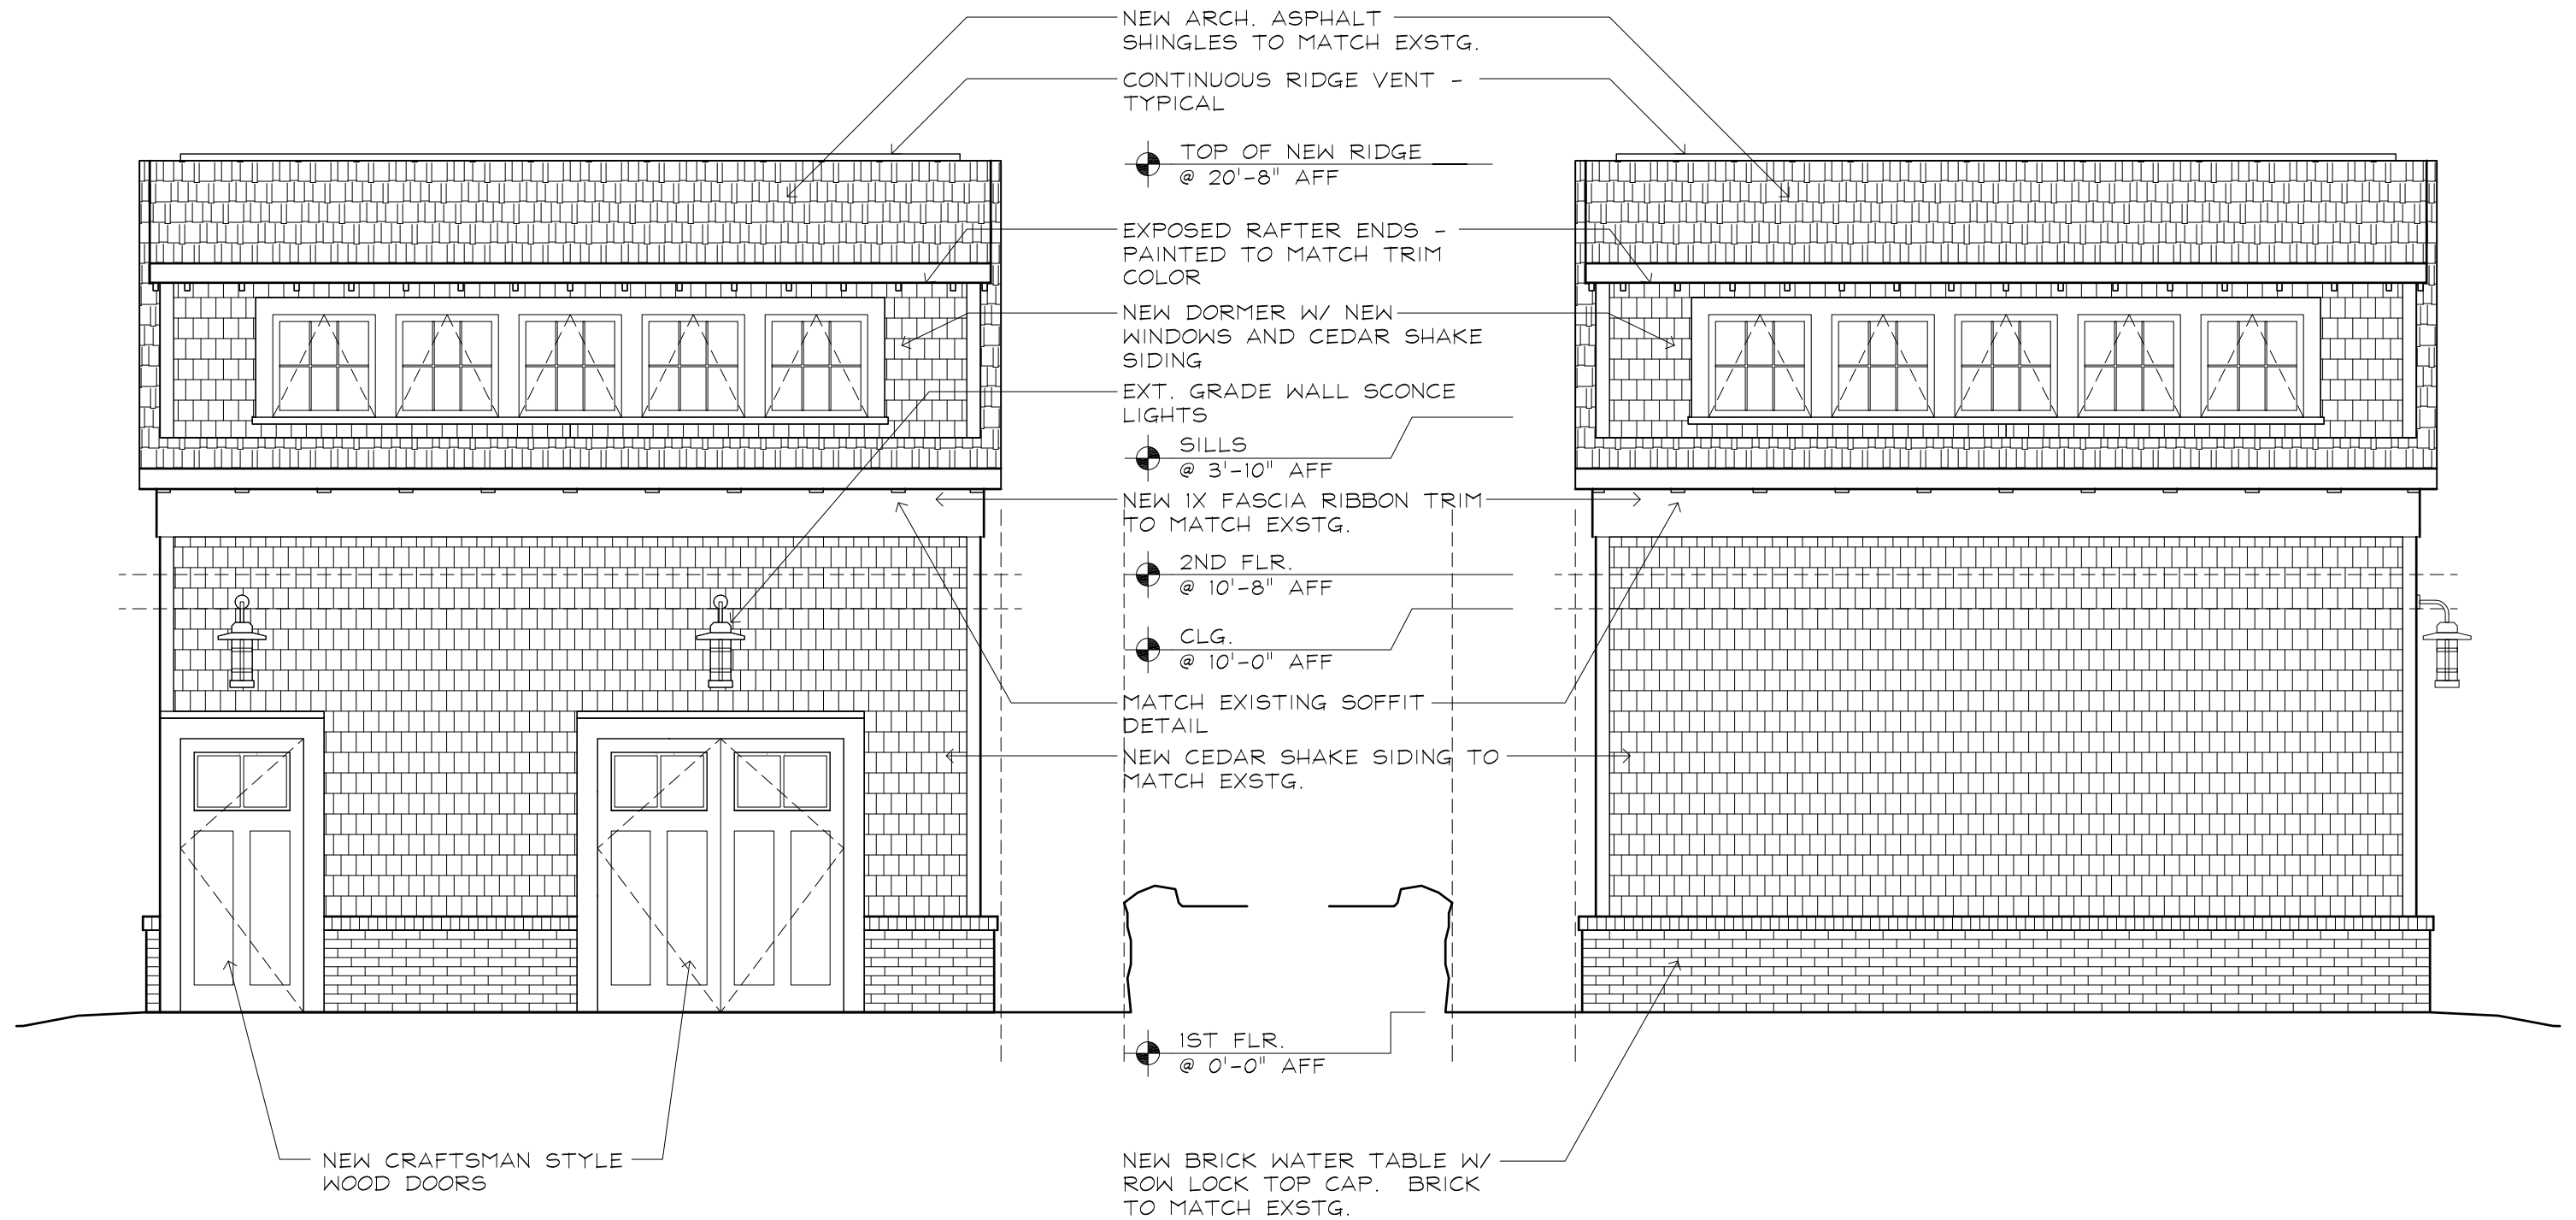 NEW ARCH. ASPHALT
SHINGLES TO MATCH EXSTG.
CONTINUOUS RIDGE VENT -
TYPICAL
TOP OF NEW RIDGE
@ 20'-8" AFF
EXPOSED RAFTER ENDS -
PAINTED TO MATCH TRIM
COLOR
NEW DORMER W/ NEW
WINDOWS AND CEDAR SHAKE
SIDING
EXT. GRADE WALL SCONCE
LIGHTS
SILLS
@ 3'-10" AFF
NEW 1X FASCIA RIBBON TRIM
TO MATCH EXSTG.
2ND FLR.
@ 10'-8" AFF
CLG.
@ 10'-0" AFF
MATCH EXISTING SOFFIT
DETAIL
NEW CEDAR SHAKE SIDING TO
MATCH EXSTG.
1ST FLR.
@ 0'-0" AFF
NEW CRAFTSMAN STYLE
WOOD DOORS
NEW BRICK WATER TABLE W/
ROW LOCK TOP CAP. BRICK
TO MATCH EXSTG.